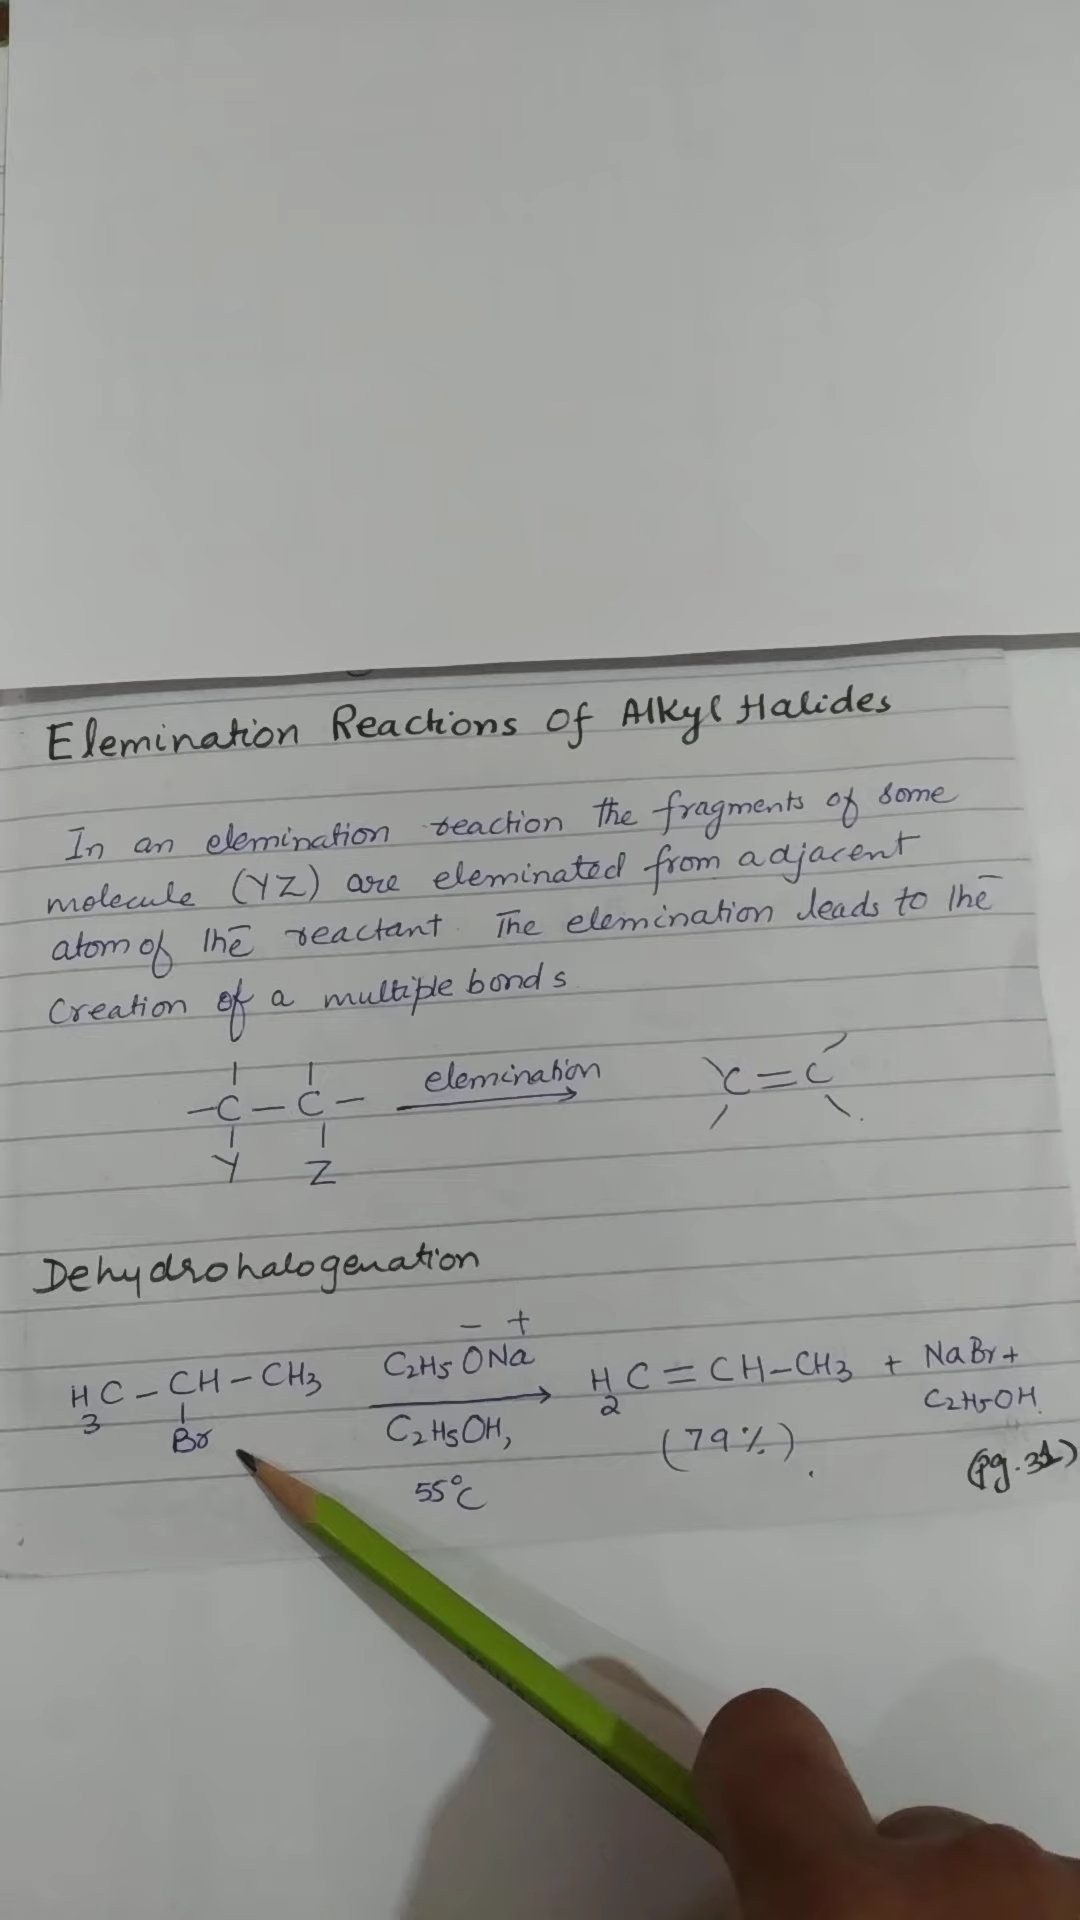 Elemination Reactions of Alkyl Halides
In an elemination reaction the fragments of some
molecule (YZ) are eleminated from adjacent
atom of the reactant. The elemination leads to the
Creation of a multiple bonds.
-C-C- elemination C=C
Y Z
Dehydrohalogenation
- +
H3C-CH-CH3 C2H5ONa H2C=CH-CH3 + NaBr+
Br C2H5OH, (79%). C2H5OH.
55°C (pg.31)